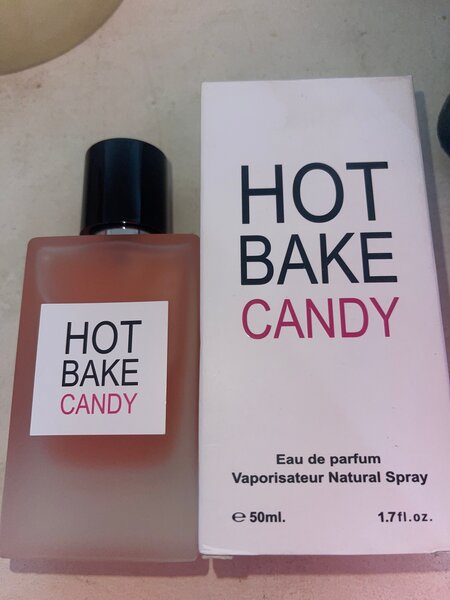 HOT
BAKE
CANDY
HOT
BAKE
CANDY
Eau de parfum
Vaporisateur Natural Spray
℮ 50ml. 1.7fl.oz.